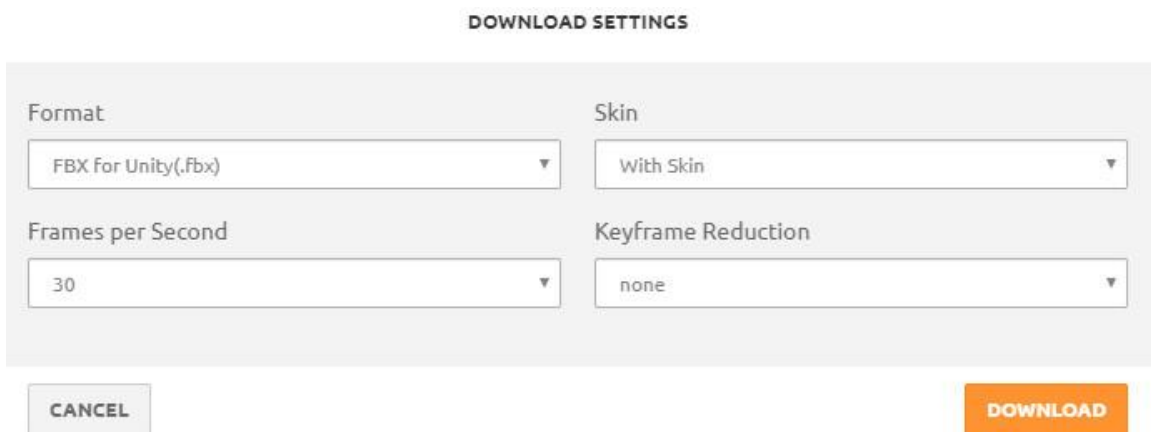 DOWNLOAD SETTINGS
Format
Skin
FBX for Unity(.fbx)
With Skin
Frames per Second
Keyframe Reduction
30
none
CANCEL
DOWNLOAD